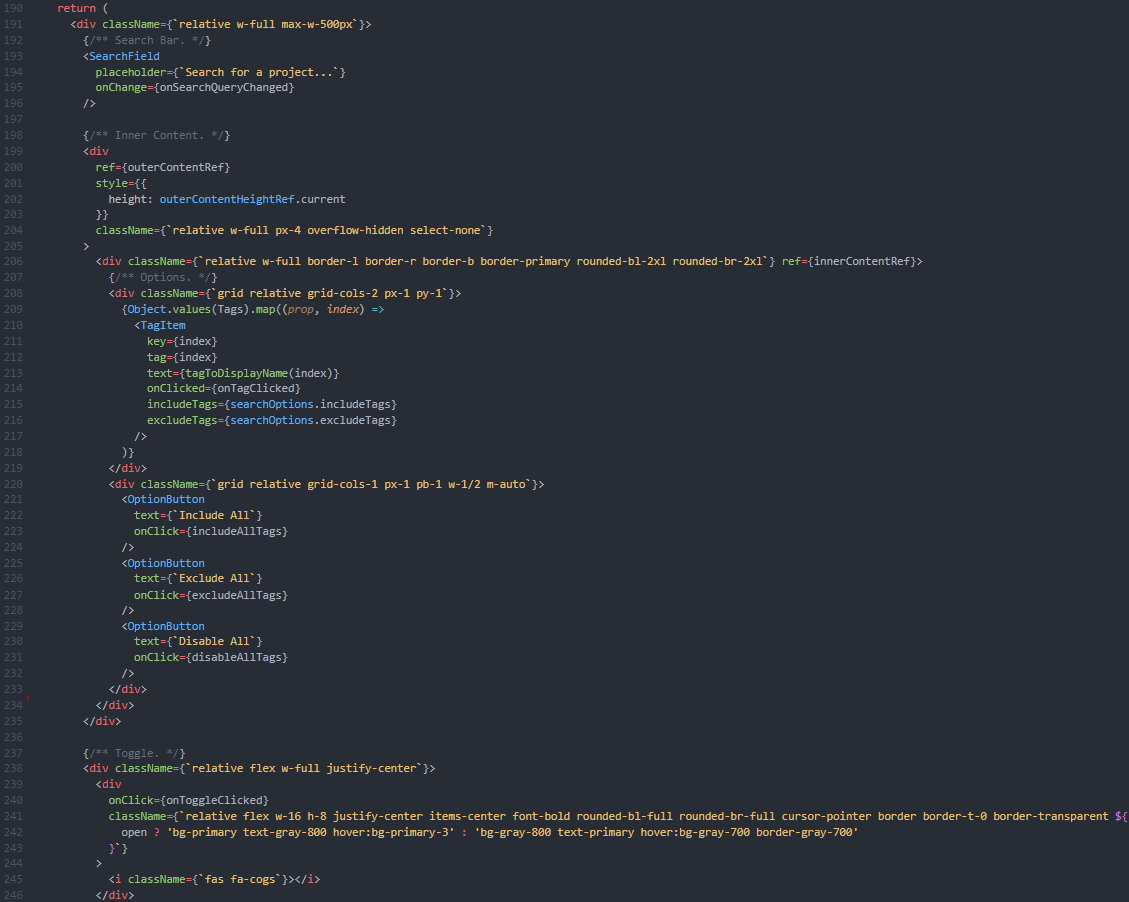 190 return (
191 <div className={`relative w-full max-w-500px`}>
192 {/** Search Bar. */}
193 <SearchField
194 placeholder={`Search for a project...`}
195 onChange={onSearchQueryChanged}
196 />
197
198 {/** Inner Content. */}
199 <div
200 ref={outerContentRef}
201 style={{
202 height: outerContentHeightRef.current
203 }}
204 className={`relative w-full px-4 overflow-hidden select-none`}
205 >
206 <div className={`relative w-full border-l border-r border-b border-primary rounded-bl-2xl rounded-br-2xl`} ref={innerContentRef}>
207 {/** Options. */}
208 <div className={`grid relative grid-cols-2 px-1 py-1`}>
209 {Object.values(Tags).map((prop, index) =>
210 <TagItem
211 key={index}
212 tag={index}
213 text={tagToDisplayName(index)}
214 onClicked={onTagClicked}
215 includeTags={searchOptions.includeTags}
216 excludeTags={searchOptions.excludeTags}
217 />
218 )}
219 </div>
220 <div className={`grid relative grid-cols-1 px-1 pb-1 w-1/2 m-auto`}>
221 <OptionButton
222 text={`Include All`}
223 onClick={includeAllTags}
224 />
225 <OptionButton
226 text={`Exclude All`}
227 onClick={excludeAllTags}
228 />
229 <OptionButton
230 text={`Disable All`}
231 onClick={disableAllTags}
232 />
233 </div>
234 </div>
235 </div>
236
237 {/** Toggle. */}
238 <div className={`relative flex w-full justify-center`}>
239 <div
240 onClick={onToggleClicked}
241 className={`relative flex w-16 h-8 justify-center items-center font-bold rounded-bl-full rounded-br-full cursor-pointer border border-t-0 border-transparent ${
242 open ? 'bg-primary text-gray-800 hover:bg-primary-3' : 'bg-gray-800 text-primary hover:bg-gray-700 border-gray-700'
243 }`}
244 >
245 <i className={`fas fa-cogs`}></i>
246 </div>